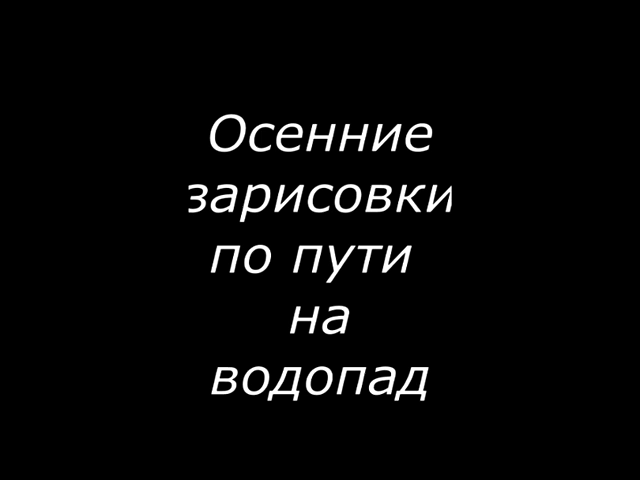 Осенние
зарисовки
по пути
на
водопад